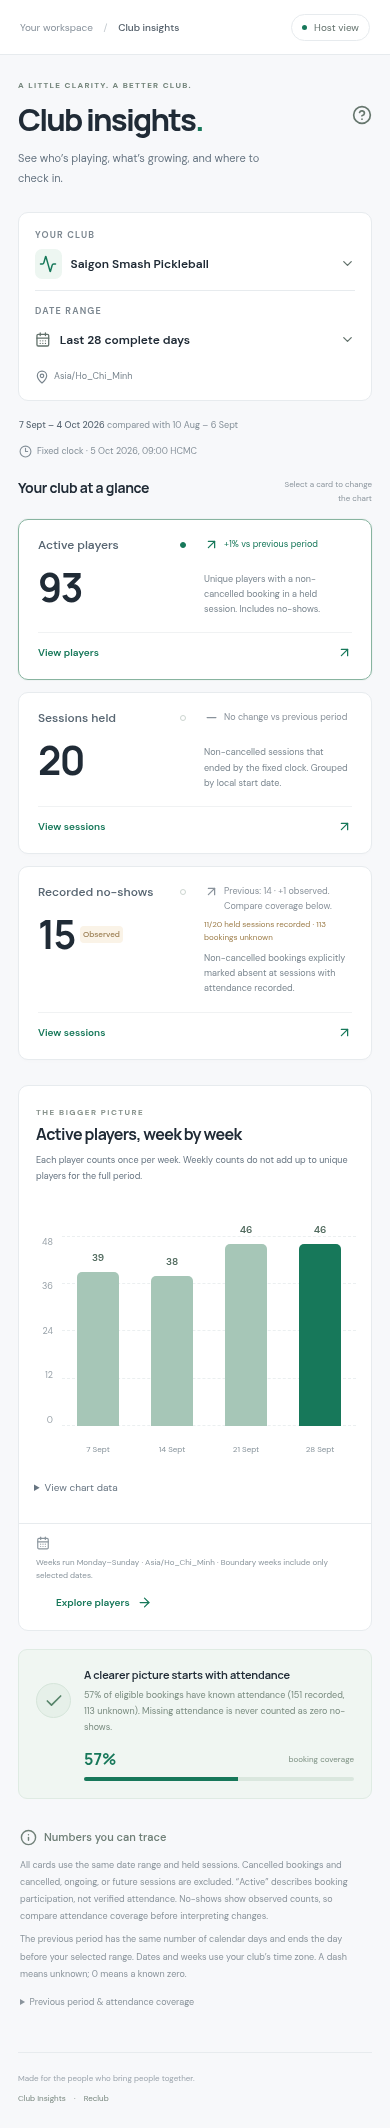 Your workspace / Club insights
Host view
A LITTLE CLARITY. A BETTER CLUB.
Club insights.
See who's playing, what's growing, and where to
check in.
YOUR CLUB
Saigon Smash Pickleball
DATE RANGE
Last 28 complete days
Asia/Ho_Chi_Minh
7 Sept – 4 Oct 2026 compared with 10 Aug – 6 Sept
Fixed clock · 5 Oct 2026, 09:00 HCMC
Your club at a glance
Select a card to change
the chart
Active players
93
+1% vs previous period
Unique players with a non-
cancelled booking in a held
session. Includes no-shows.
View players
Sessions held
20
No change vs previous period
Non-cancelled sessions that
ended by the fixed clock. Grouped
by local start date.
View sessions
Recorded no-shows
15 Observed
Previous: 14 · +1 observed.
Compare coverage below.
11/20 held sessions recorded · 113
bookings unknown
Non-cancelled bookings explicitly
marked absent at sessions with
attendance recorded.
View sessions
THE BIGGER PICTURE
Active players, week by week
Each player counts once per week. Weekly counts do not add up to unique
players for the full period.
48
36
24
12
0
39
38
46
46
7 Sept
14 Sept
21 Sept
28 Sept
View chart data
Weeks run Monday–Sunday · Asia/Ho_Chi_Minh · Boundary weeks include only
selected dates.
Explore players
A clearer picture starts with attendance
57% of eligible bookings have known attendance (151 recorded,
113 unknown). Missing attendance is never counted as zero no-
shows.
57%
booking coverage
Numbers you can trace
All cards use the same date range and held sessions. Cancelled bookings and
cancelled, ongoing, or future sessions are excluded. "Active" describes booking
participation, not verified attendance. No-shows show observed counts, so
compare attendance coverage before interpreting changes.
The previous period has the same number of calendar days and ends the day
before your selected range. Dates and weeks use your club's time zone. A dash
means unknown; 0 means a known zero.
Previous period & attendance coverage
Made for the people who bring people together.
Club Insights · Reclub